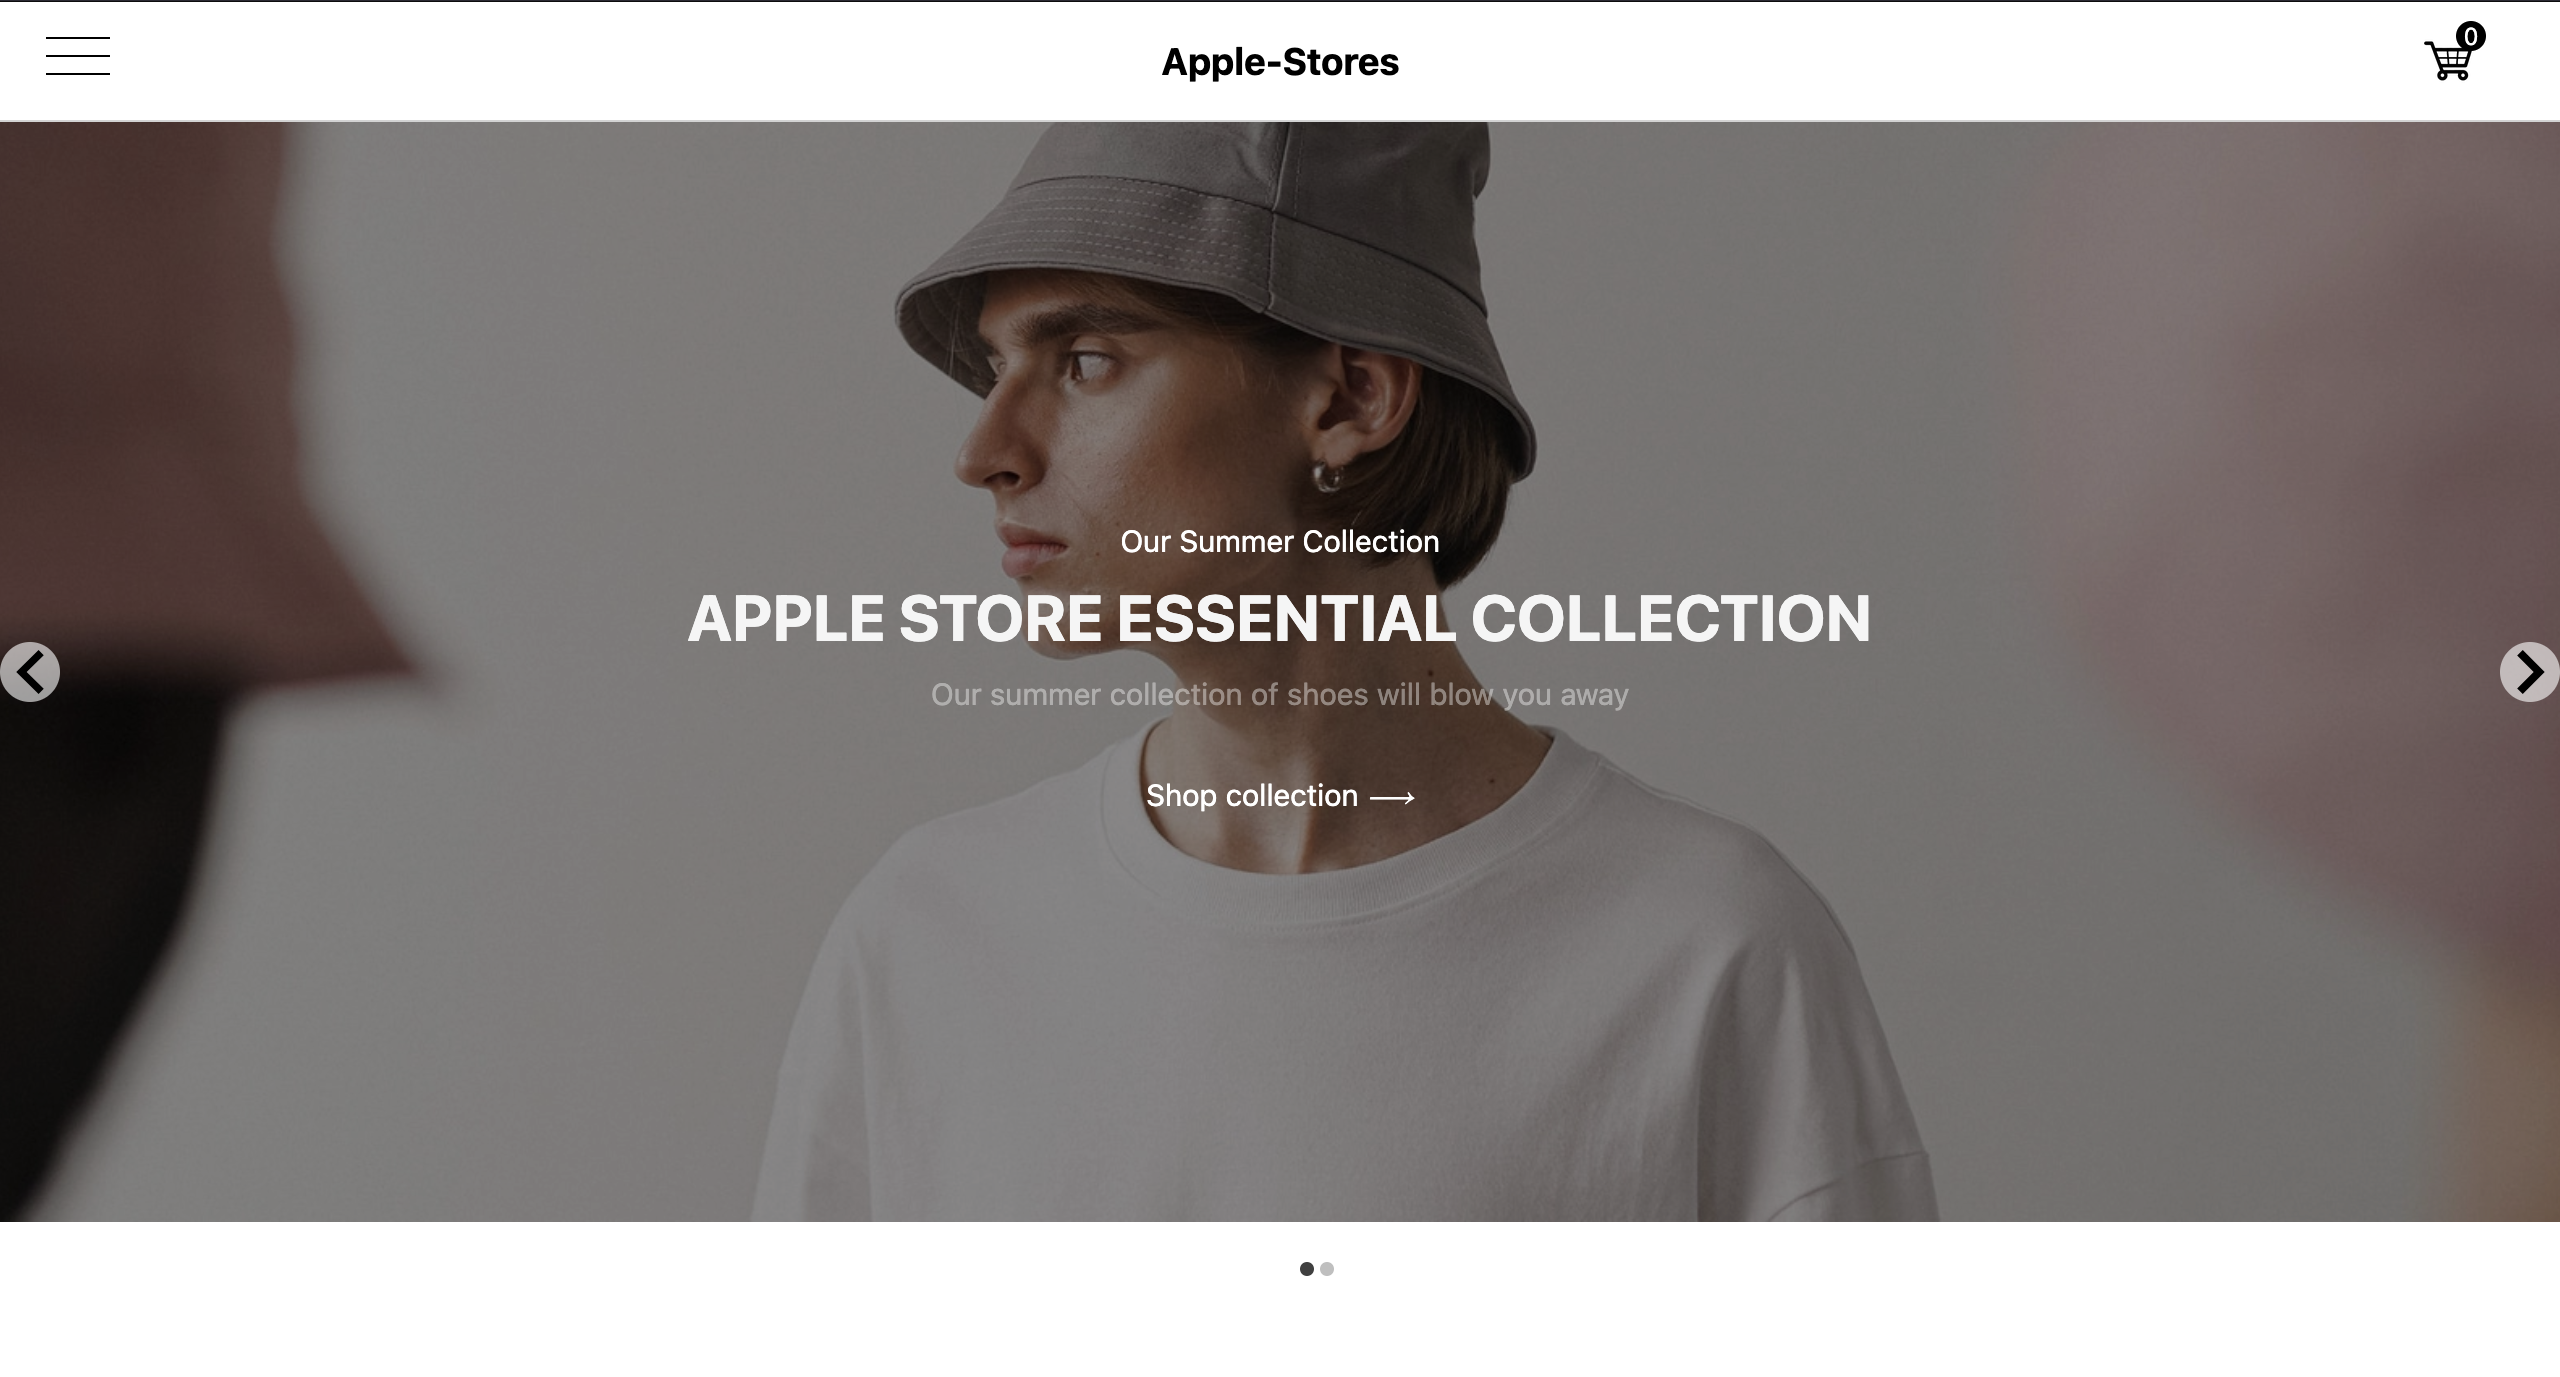 Apple-Stores
0
Our Summer Collection
APPLE STORE ESSENTIAL COLLECTION
Our summer collection of shoes will blow you away
Shop collection ⟶